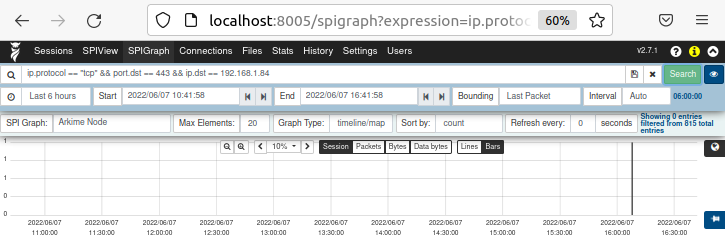 localhost:8005/spigraph?expression=ip.protoc 60%
Sessions SPIView SPIGraph Connections Files Stats History Settings Users v2.7.1
ip.protocol == "tcp" && port.dst == 443 && ip.dst == 192.168.1.84 Search
Last 6 hours Start 2022/06/07 10:41:58 End 2022/06/07 16:41:58 Bounding Last Packet Interval Auto 06:00:00
SPI Graph: Arkime Node Max Elements: 20 Graph Type: timeline/map Sort by: count Refresh every: 0 seconds Showing 0 entries filtered from 815 total entries
10% Session Packets Bytes Data bytes Lines Bars
1
1
0
0
2022/06/07 2022/06/07 2022/06/07 2022/06/07 2022/06/07 2022/06/07 2022/06/07 2022/06/07 2022/06/07 2022/06/07 2022/06/07 2022/06/07
11:00:00 11:30:00 12:00:00 12:30:00 13:00:00 13:30:00 14:00:00 14:30:00 15:00:00 15:30:00 16:00:00 16:30:00